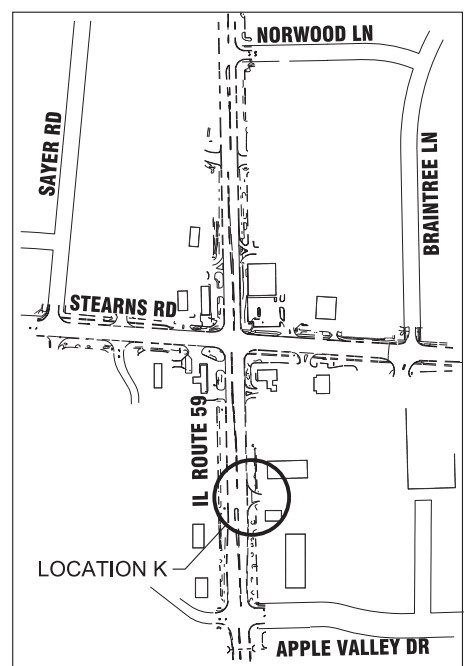 NORWOOD LN
SAYER RD
BRAINTREE LN
STEARNS RD
IL ROUTE 59
LOCATION K
APPLE VALLEY DR